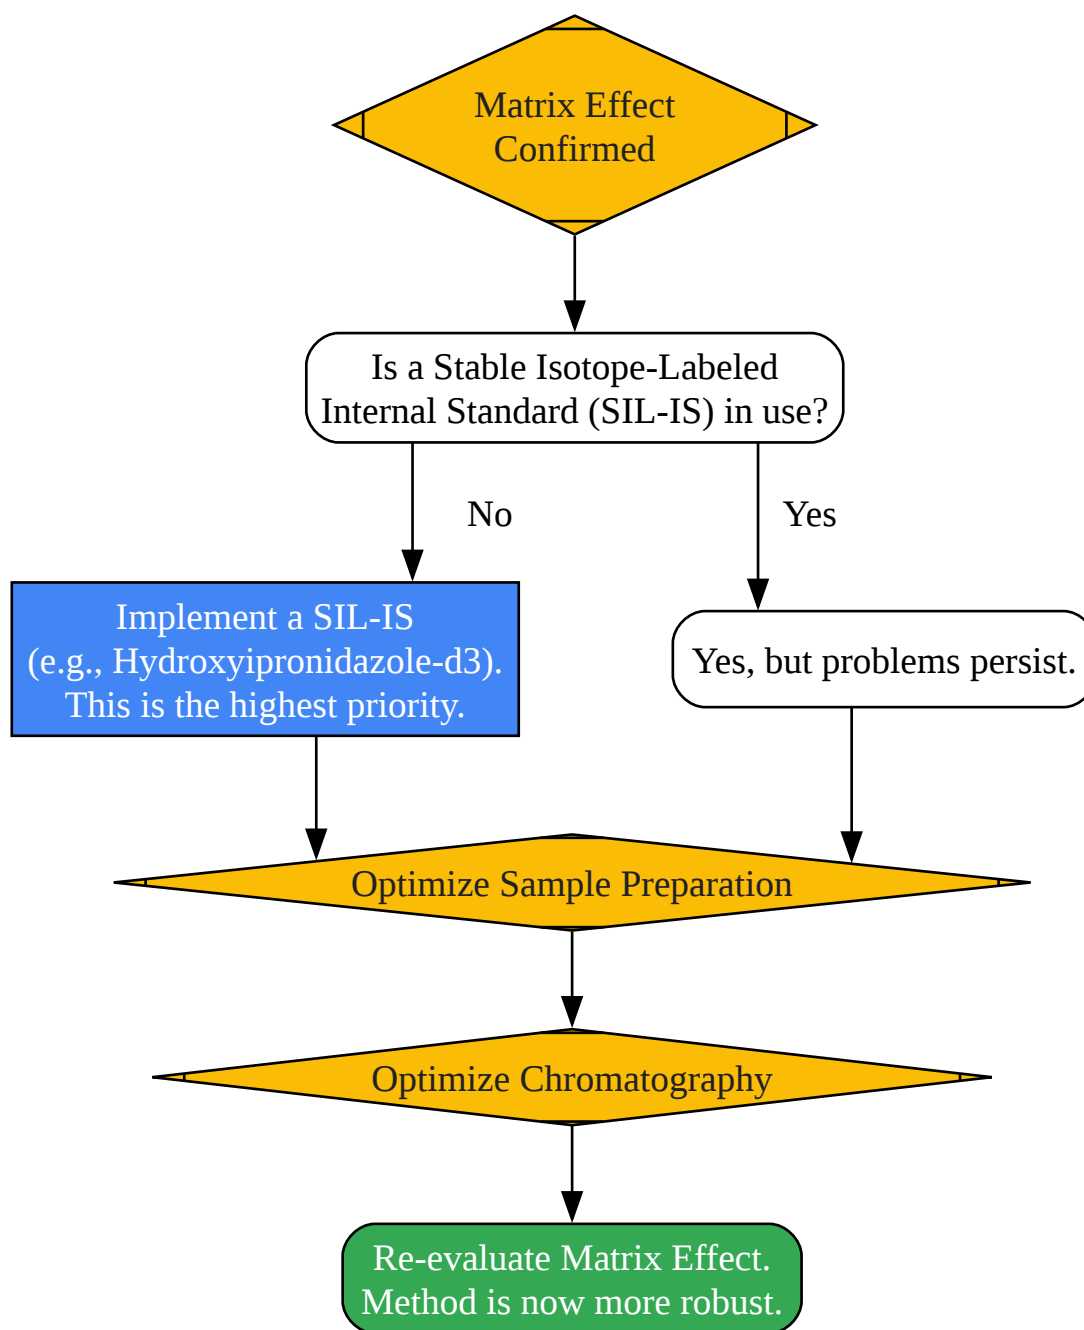 Matrix Effect
Confirmed
Is a Stable Isotope-Labeled
Internal Standard (SIL-IS) in use?
No
Yes
Implement a SIL-IS
(e.g., Hydroxyipronidazole-d3).
This is the highest priority.
Yes, but problems persist.
Optimize Sample Preparation
Optimize Chromatography
Re-evaluate Matrix Effect.
Method is now more robust.